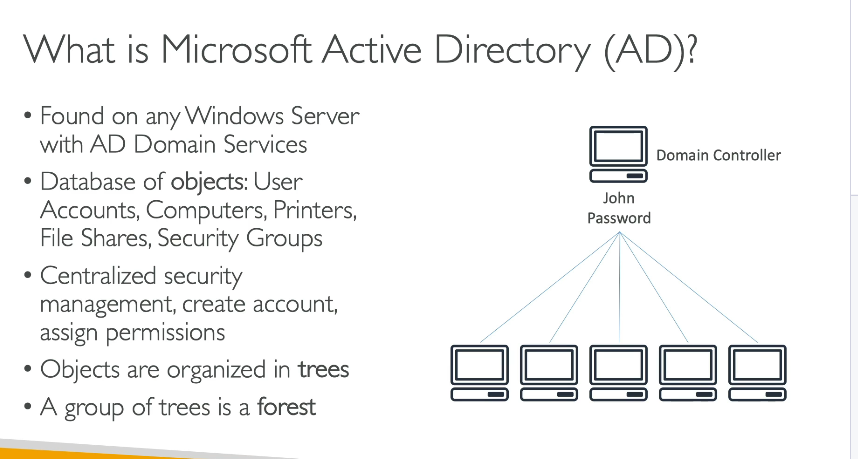 What is Microsoft Active Directory (AD)?
• Found on any Windows Server
with AD Domain Services
• Database of objects: User
Accounts, Computers, Printers,
File Shares, Security Groups
• Centralized security
management, create account,
assign permissions
• Objects are organized in trees
• A group of trees is a forest
Domain Controller
John
Password